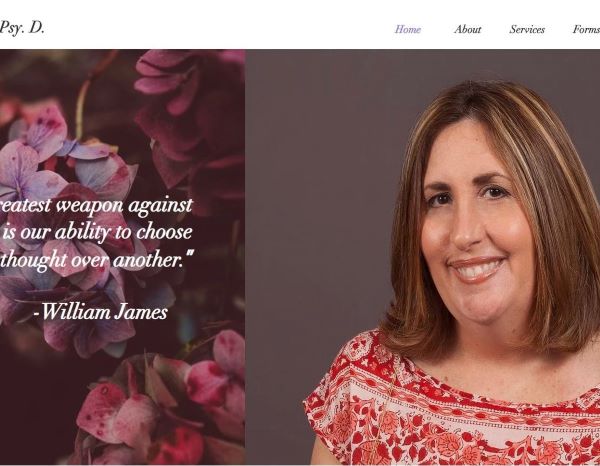 Psy. D.
Home About Services Forms
reatest weapon against
is our ability to choose
thought over another."
-William James